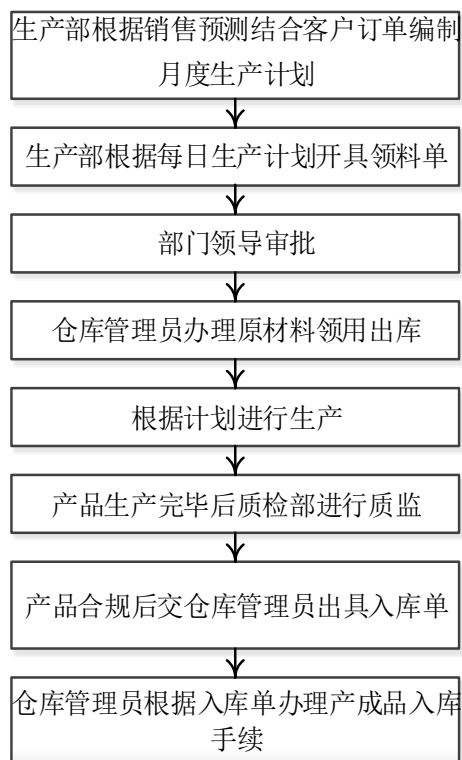 生产部根据销售预测结合客户订单编制
月度生产计划
生产部根据每日生产计划开具领料单
部门领导审批
仓库管理员办理原材料领用出库
根据计划进行生产
产品生产完毕后质检部进行质监
产品合规后交仓库管理员出具入库单
仓库管理员根据入库单办理产成品入库
手续